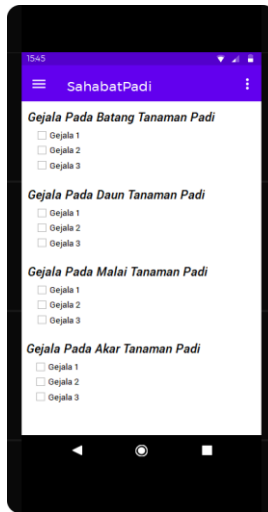 1545
SahabatPadi
Gejala Pada Batang Tanaman Padi
Gejala 1
Gejala 2
Gejala 3
Gejala Pada Daun Tanaman Padi
Gejala 1
Gejala 2
Gejala 3
Gejala Pada Malai Tanaman Padi
Gejala 1
Gejala 2
Gejala 3
Gejala Pada Akar Tanaman Padi
Gejala 1
Gejala 2
Gejala 3